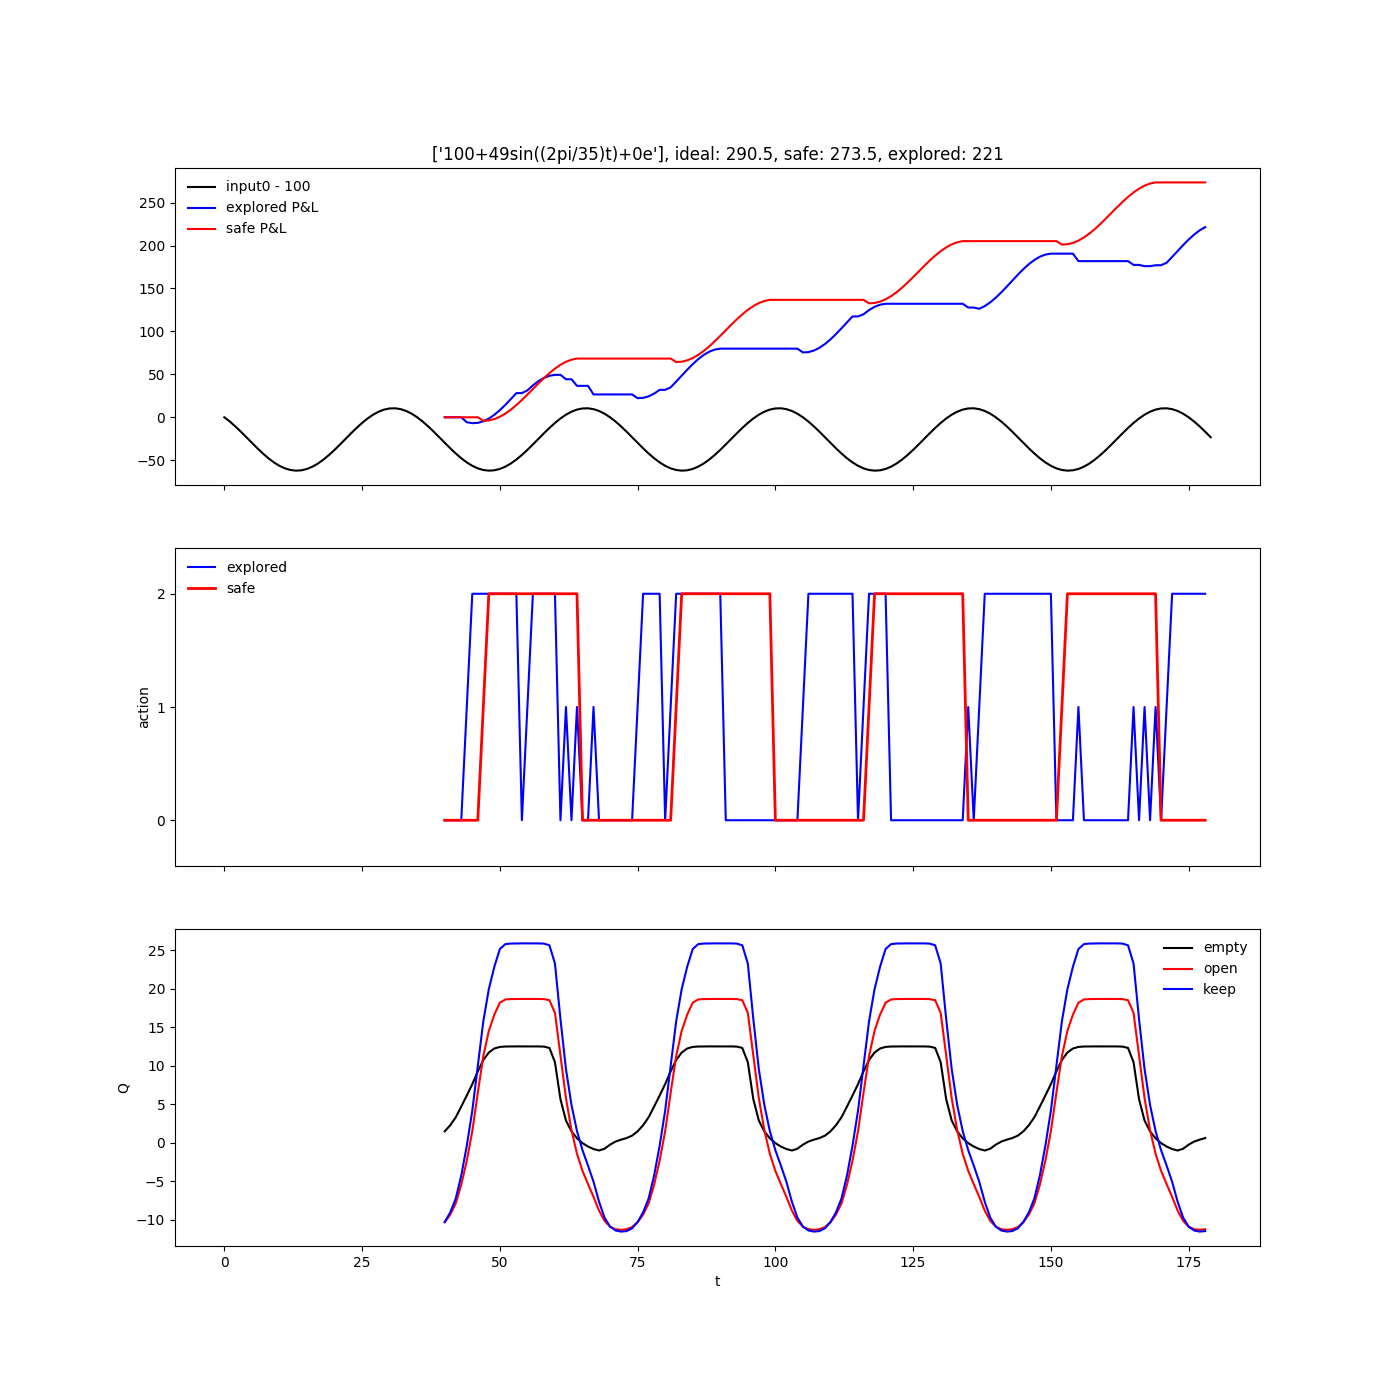 ['100+49sin((2pi/35)t)+0e'], ideal: 290.5, safe: 273.5, explored: 221
input0 - 100
explored P&L
safe P&L
250
200
150
100
50
0
−50
explored
safe
2
1
0
action
empty
open
keep
25
20
15
10
5
0
−5
−10
Q
0 25 50 75 100 125 150 175
t